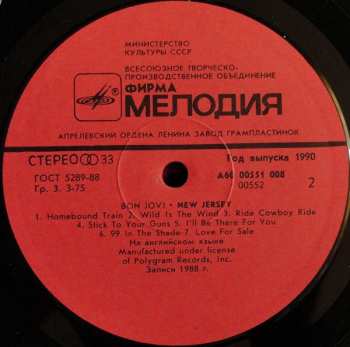 МИНИСТЕРСТВО
КУЛЬТУРЫ СССР
ВСЕСОЮЗНОЕ ТВОРЧЕСКО-
ПРОИЗВОДСТВЕННОЕ ОБЪЕДИНЕНИЕ
ФИРМА
МЕЛОДИЯ
АПРЕЛЕВСКИЙ ОРДЕНА ЛЕНИНА ЗАВОД ГРАМПЛАСТИНОК
СТЕРЕО 33
Год выпуска 1990
ГОСТ 5289-88
А60 00551 008
Гр. 3. 3-75
00552
2
BON JOVI • NEW JERSEY
1. Homebound Train 2. Wild Is The Wind 3. Ride Cowboy Ride
4. Stick To Your Guns 5. I'll Be There For You
6. 99 In The Shade 7. Love For Sale
На английском языке
Manufactured under license
of Polygram Records, Inc.
Записи 1988 г.